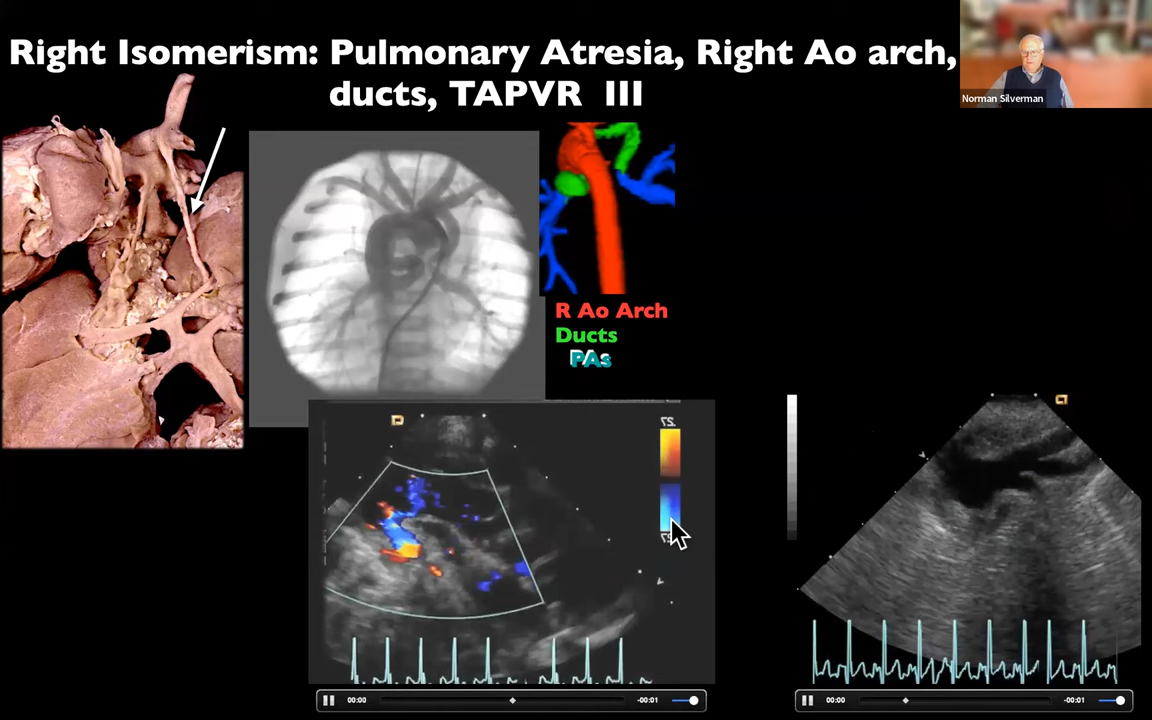 Right Isomerism: Pulmonary Atresia, Right Ao arch,
ducts, TAPVR III
Norman Silverman
R Ao Arch
Ducts
PAs
00:00
-00:01
00:00
-00:01